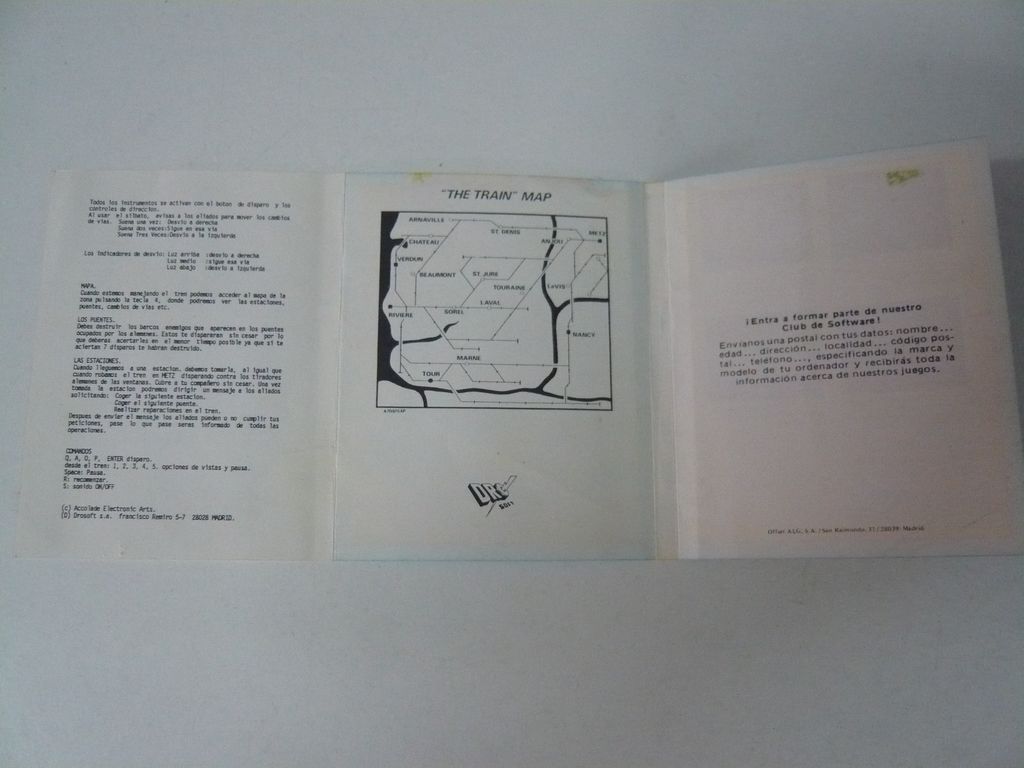 Todos los instrumentos se activan con el boton de disparo y los
controles de direccion.
Al usar el silbato, avisas a los aliados para mover los cambios
de vias. Suena una vez: Desvio a derecha
Suena dos veces:Sigue en esa via
Suena Tres Veces:Desvio a la izquierda
Los indicadores de desvio: Luz arriba :desvio a derecha
Luz medio :sigue esa via
Luz abajo :desvio a izquierda
MAPA.
Cuando estemos manejando el tren podemos acceder al mapa de la
zona pulsando la tecla 4, donde podremos ver las estaciones,
puentes, cambios de vias etc.
LOS PUENTES.
Debes destruir los barcos enemigos que aparecen en los puentes
ocupados por los alemanes. Estos te dispararan sin cesar por lo
que deberas acertarles en el menor tiempo posible ya que si te
aciertan 7 disparos te habran destruido.
LAS ESTACIONES.
Cuando lleguemos a una estacion, debemos tomarla, al igual que
cuando robamos el tren en METZ disparando contra los tiradores
alemanes de las ventanas. Cubre a tu compañero sin cesar. Una vez
tomada la estacion podremos dirigir un mensaje a los aliados
solicitando: Coger la siguiente estacion.
Coger el siguiente puente.
Realizar reparaciones en el tren.
Despues de enviar el mensaje los aliados pueden o no cumplir tus
peticiones, pase lo que pase seras informado de todas las
operaciones.
COMANDOS
Q, A, O, P, ENTER disparo.
desde el tren: 1, 2, 3, 4, 5. opciones de vistas y pausa.
Space: Pausa.
R: recomenzar.
S: sonido ON/OFF
(c) Accolade Electronic Arts.
(D) Drosoft s.a. francisco Remiro 5-7 28028 MADRID.
"THE TRAIN" MAP
ARNAVILLE
ST. DENIS
ANJOU
METZ
CHATEAU
VERDUN
BEAUMONT
ST. JURE
TOURAINE
LEVIS
LAVAL
RIVIERE
SOREL
NANCY
MARNE
TOUR
DRO
SOFT
¡Entra a formar parte de nuestro
Club de Software!
Envíanos una postal con tus datos: nombre...
edad... dirección... localidad... código pos-
tal... teléfono..., especificando la marca y
modelo de tu ordenador y recibirás toda la
información acerca de nuestros juegos.
Offset A.L.G., S. A. / San Raimundo, 31 / 28039- Madrid